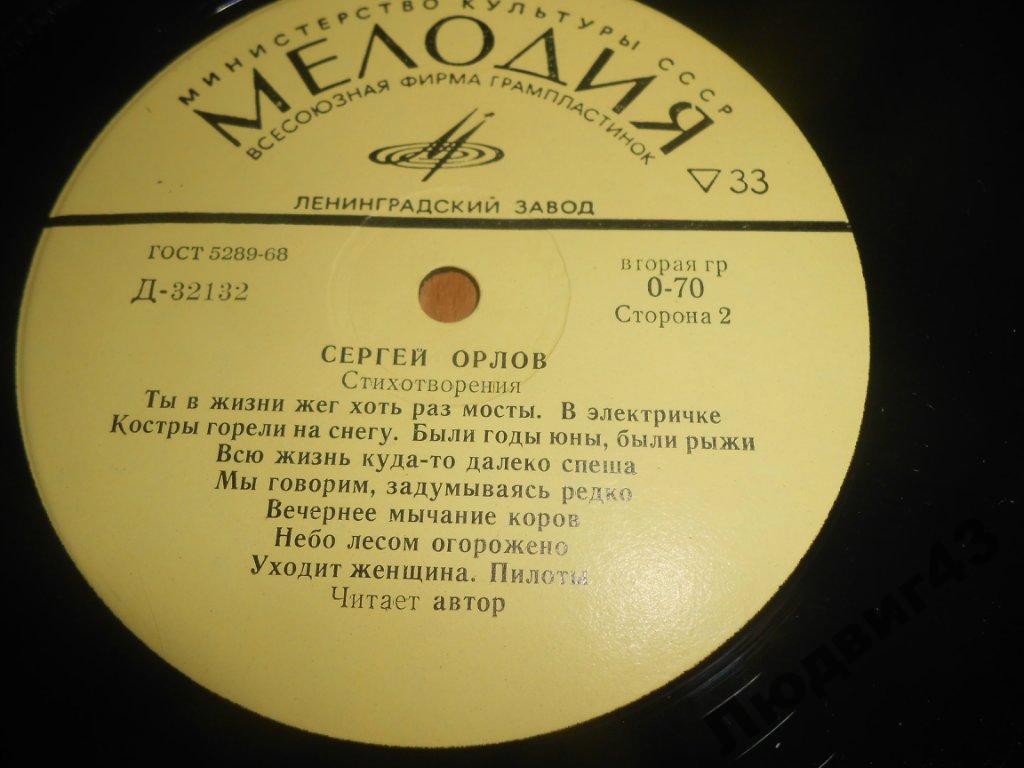 МИНИСТЕРСТВО КУЛЬТУРЫ СССР
МЕЛОДИЯ
ВСЕСОЮЗНАЯ ФИРМА ГРАМПЛАСТИНОК
33
ЛЕНИНГРАДСКИЙ ЗАВОД
ГОСТ 5289-68
Д-32132
вторая гр
0-70
Сторона 2
СЕРГЕЙ ОРЛОВ
Стихотворения
Ты в жизни жег хоть раз мосты. В электричке
Костры горели на снегу. Были годы юны, были рыжи
Всю жизнь куда-то далеко спеша
Мы говорим, задумываясь редко
Вечернее мычание коров
Небо лесом огорожено
Уходит женщина. Пилоты
Читает автор
Людвиг43